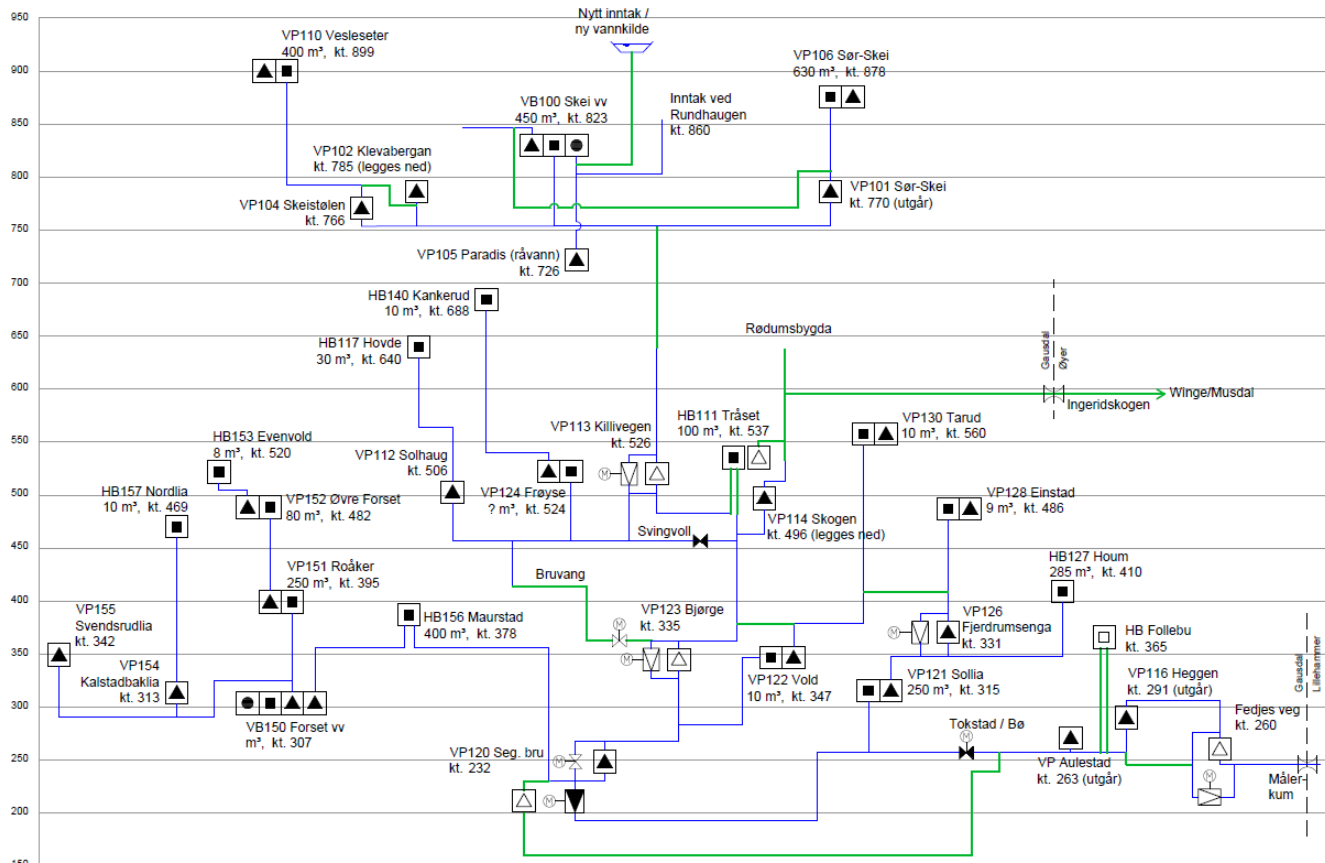 950
900
850
800
750
700
650
600
550
500
450
400
350
300
250
200
150
Nytt inntak /
ny vannkilde
VP110 Vesleseter
400 m³, kt. 899
VP106 Sør-Skei
630 m³, kt. 878
VB100 Skei vv
450 m³, kt. 823
Inntak ved
Rundhaugen
kt. 860
VP102 Klevabergan
kt. 785 (legges ned)
VP104 Skeistølen
kt. 766
VP101 Sør-Skei
kt. 770 (utgår)
VP105 Paradis (råvann)
kt. 726
HB140 Kankerud
10 m³, kt. 688
HB117 Hovde
30 m³, kt. 640
Rødumsbygda
Gausdal
Øyer
Ingeridskogen
Winge/Musdal
VP113 Killivegen
kt. 526
HB111 Tråset
100 m³, kt. 537
VP130 Tarud
10 m³, kt. 560
HB153 Evenvold
8 m³, kt. 520
VP112 Solhaug
kt. 506
M
HB157 Nordlia
10 m³, kt. 469
VP152 Øvre Forset
80 m³, kt. 482
VP124 Frøyse
? m³, kt. 524
VP114 Skogen
kt. 496 (legges ned)
VP128 Einstad
9 m³, kt. 486
Svingvoll
HB127 Houm
285 m³, kt. 410
VP151 Roåker
250 m³, kt. 395
Bruvang
VP155
Svendsrudlia
kt. 342
HB156 Maurstad
400 m³, kt. 378
VP123 Bjørge
kt. 335
M
M
VP126
Fjerdrumsenga
kt. 331
M
HB Follebu
kt. 365
Gausdal
Lillehammer
VP154
Kalstadbaklia
kt. 313
VP122 Vold
10 m³, kt. 347
VP121 Sollia
250 m³, kt. 315
VP116 Heggen
kt. 291 (utgår)
VB150 Forset vv
m³, kt. 307
Fedjes veg
kt. 260
Tokstad / Bø
M
VP120 Seg. bru
kt. 232
M
M
VP Aulestad
kt. 263 (utgår)
M
Måler-
kum